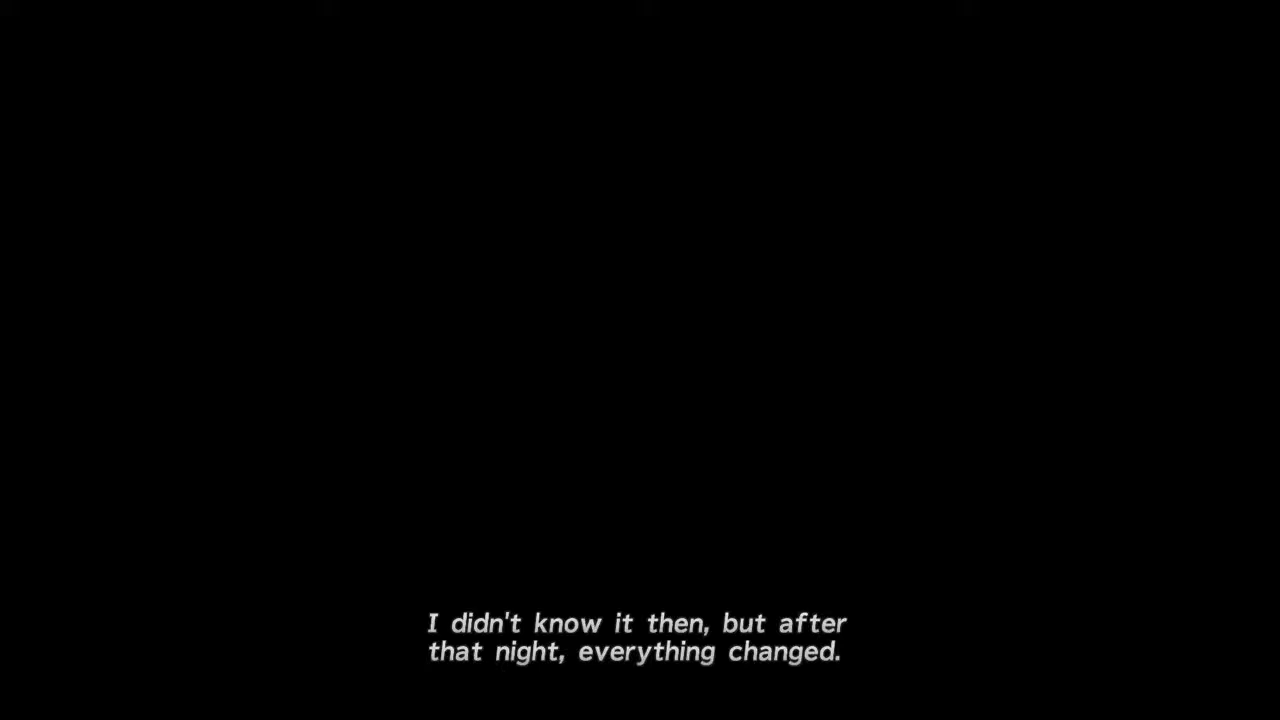 I didn't know it then, but after
that night, everything changed.